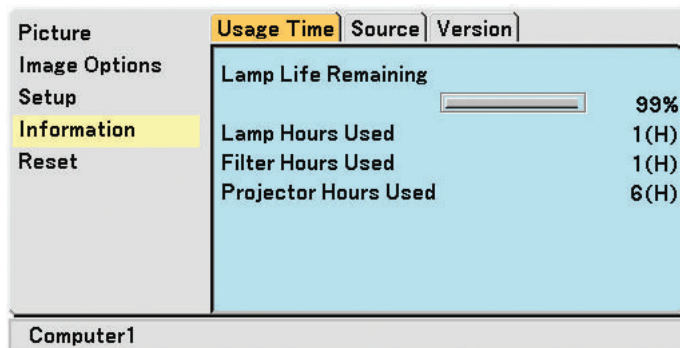 Picture
Image Options
Setup
Information
Reset
Usage Time Source Version
Lamp Life Remaining
99%
Lamp Hours Used 1(H)
Filter Hours Used 1(H)
Projector Hours Used 6(H)
Computer1